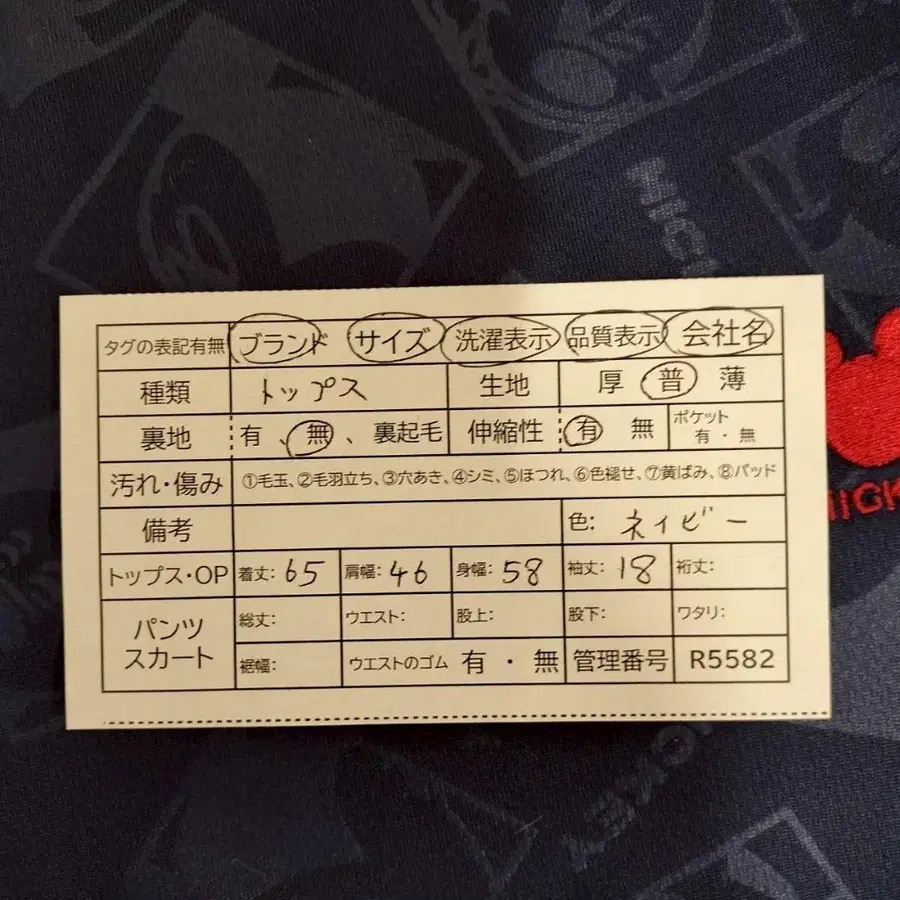 MICKEY
タグの表記有無 ブランド サイズ 洗濯表示 品質表示 会社名
種類 トップス 生地 厚 普 薄
裏地 有、無、裏起毛 伸縮性 有 無 ポケット 有・無
汚れ・傷み ①毛玉、②毛羽立ち、③穴あき、④シミ、⑤ほつれ、⑥色褪せ、⑦黄ばみ、⑧パッド
備考 色: ネイビー
トップス・OP 着丈: 65 肩幅: 46 身幅: 58 袖丈: 18 裄丈:
パンツ スカート 総丈: ウエスト: 股上: 股下: ワタリ:
裾幅: ウエストのゴム 有・無 管理番号 R5582
MICKEY